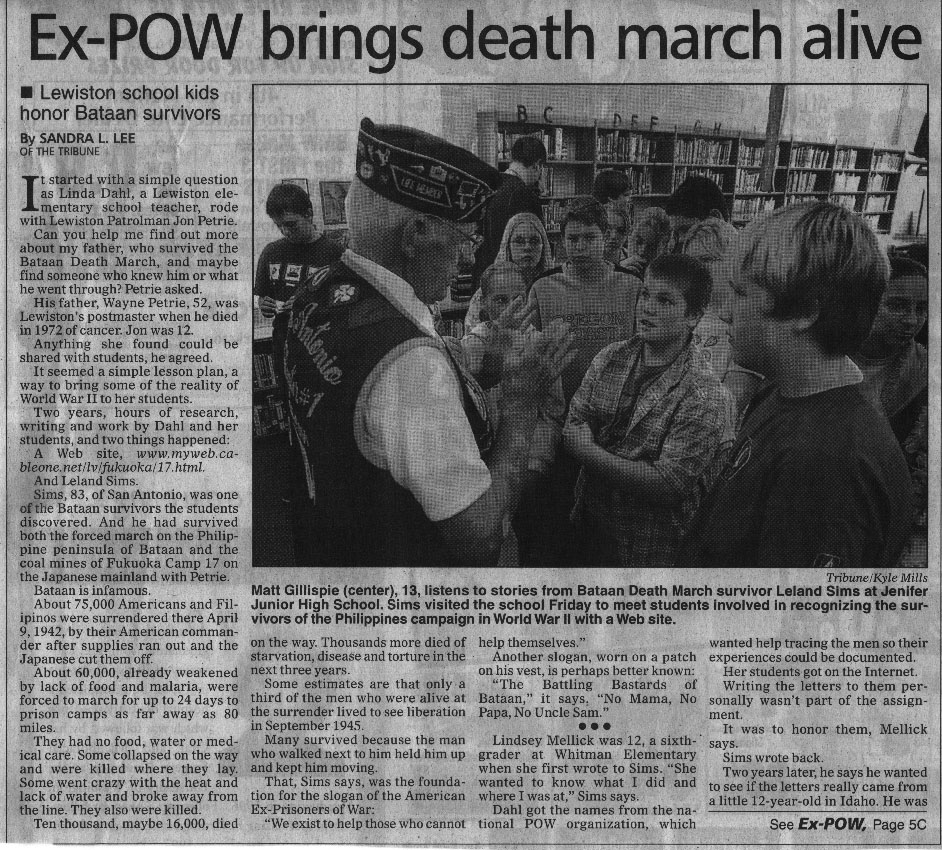 Ex-POW brings death march alive
■ Lewiston school kids
honor Bataan survivors
By SANDRA L. LEE
OF THE TRIBUNE
It started with a simple question
as Linda Dahl, a Lewiston ele-
mentary school teacher, rode
with Lewiston Patrolman Jon Petrie.
Can you help me find out more
about my father, who survived the
Bataan Death March, and maybe
find someone who knew him or what
he went through? Petrie asked.
His father, Wayne Petrie, 52, was
Lewiston's postmaster when he died
in 1972 of cancer. Jon was 12.
Anything she found could be
shared with students, he agreed.
It seemed a simple lesson plan, a
way to bring some of the reality of
World War II to her students.
Two years, hours of research,
writing and work by Dahl and her
students, and two things happened:
A Web site, www.myweb.ca-
bleone.net/lv/fukuoka/17.html.
And Leland Sims.
Sims, 83, of San Antonio, was one
of the Bataan survivors the students
discovered. And he had survived
both the forced march on the Philip-
pine peninsula of Bataan and the
coal mines of Fukuoka Camp 17 on
the Japanese mainland with Petrie.
Bataan is infamous.
About 75,000 Americans and Fil-
ipinos were surrendered there April
9, 1942, by their American comman-
der after supplies ran out and the
Japanese cut them off.
About 60,000, already weakened
by lack of food and malaria, were
forced to march for up to 24 days to
prison camps as far away as 80
miles.
They had no food, water or med-
ical care. Some collapsed on the way
and were killed where they lay.
Some went crazy with the heat and
lack of water and broke away from
the line. They also were killed.
Ten thousand, maybe 16,000, died
B C D E F G H
LIFE MEMBER
Antonio
#1
OREGON
Tribune/Kyle Mills
Matt Gillispie (center), 13, listens to stories from Bataan Death March survivor Leland Sims at Jenifer
Junior High School. Sims visited the school Friday to meet students involved in recognizing the sur-
vivors of the Philippines campaign in World War II with a Web site.
on the way. Thousands more died of
starvation, disease and torture in the
next three years.
Some estimates are that only a
third of the men who were alive at
the surrender lived to see liberation
in September 1945.
Many survived because the man
who walked next to him held him up
and kept him moving.
That, Sims says, was the founda-
tion for the slogan of the American
Ex-Prisoners of War:
"We exist to help those who cannot
help themselves."
Another slogan, worn on a patch
on his vest, is perhaps better known:
"The Battling Bastards of
Bataan," it says, "No Mama, No
Papa, No Uncle Sam."
● ● ●
Lindsey Mellick was 12, a sixth-
grader at Whitman Elementary
when she first wrote to Sims. "She
wanted to know what I did and
where I was at," Sims says.
Dahl got the names from the na-
tional POW organization, which
wanted help tracing the men so their
experiences could be documented.
Her students got on the Internet.
Writing the letters to them per-
sonally wasn't part of the assign-
ment.
It was to honor them, Mellick
says.
Sims wrote back.
Two years later, he says he wanted
to see if the letters really came from
a little 12-year-old in Idaho. He was
See Ex-POW, Page 5C